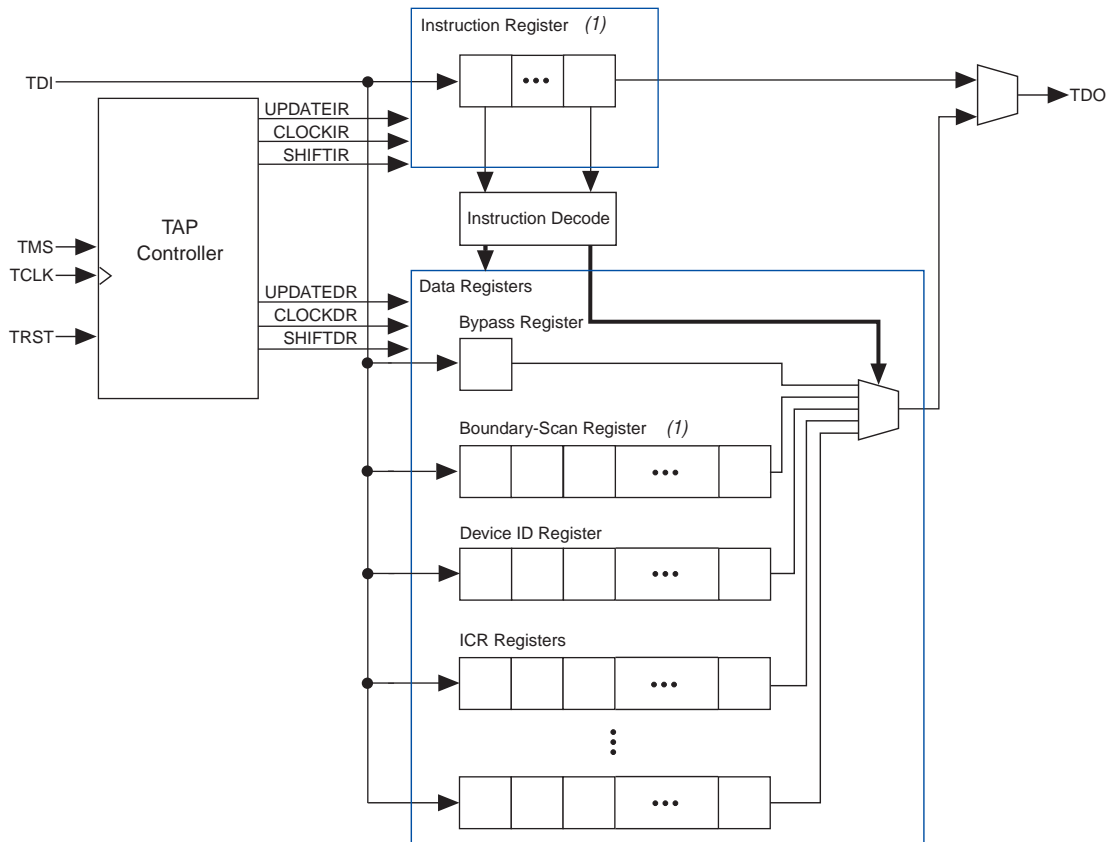 Instruction Register (1)
TDI
TDO
UPDATEIR
CLOCKIR
SHIFTIR
TAP
Controller
Instruction Decode
TMS
TCLK
TRST
UPDATEDR
CLOCKDR
SHIFTDR
Data Registers
Bypass Register
Boundary-Scan Register (1)
Device ID Register
ICR Registers